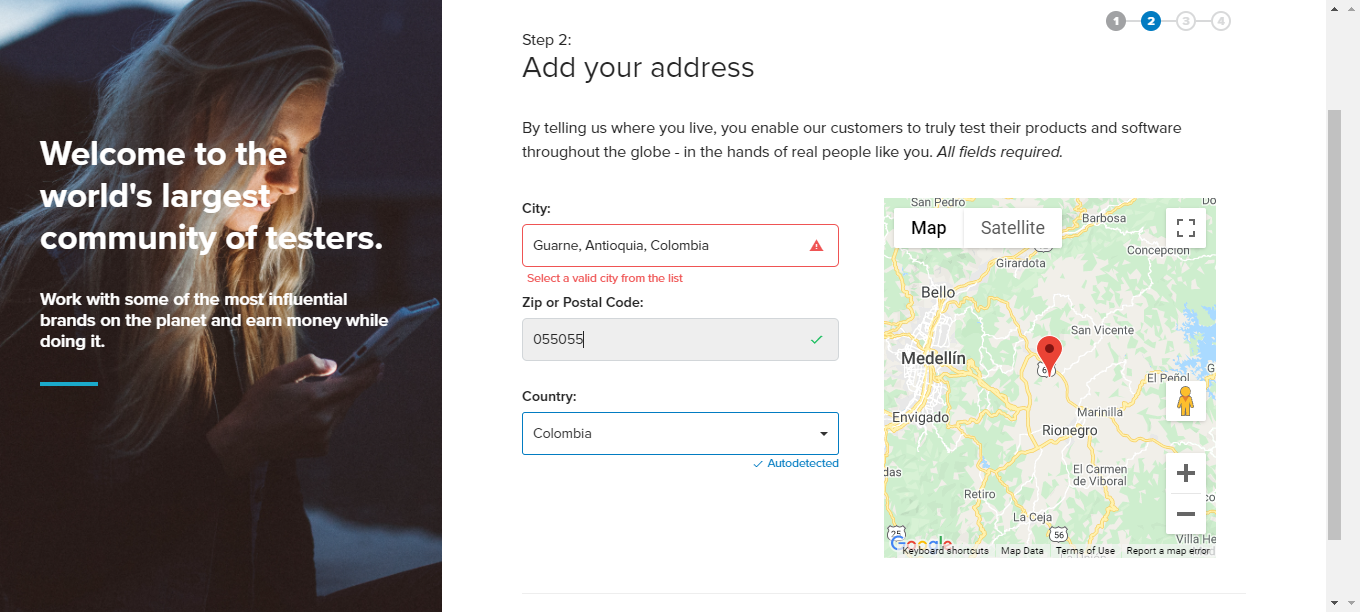 1 2 3 4
Step 2:
Add your address
By telling us where you live, you enable our customers to truly test their products and software
throughout the globe - in the hands of real people like you. All fields required.
Welcome to the
world's largest
community of testers.
Work with some of the most influential
brands on the planet and earn money while
doing it.
City:
Guarne, Antioquia, Colombia
Select a valid city from the list
Zip or Postal Code:
055055
Country:
Colombia
Autodetected
San Pedro
Map
Satellite
Barbosa
Concepción
Girardota
Bello
San Vicente
Medellín
El Peñol
Envigado
Marinilla
Rionegro
El Carmen
de Viboral
Retiro
La Ceja
56
25
Google
Keyboard shortcuts
Map Data
Terms of Use
Report a map error